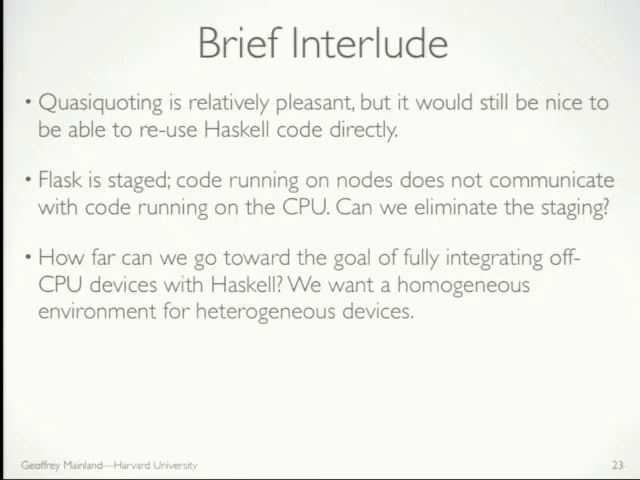 Brief Interlude
• Quasiquoting is relatively pleasant, but it would still be nice to
be able to re-use Haskell code directly.
• Flask is staged; code running on nodes does not communicate
with code running on the CPU. Can we eliminate the staging?
• How far can we go toward the goal of fully integrating off-
CPU devices with Haskell? We want a homogeneous
environment for heterogeneous devices.
Geoffrey Mainland—Harvard University
23